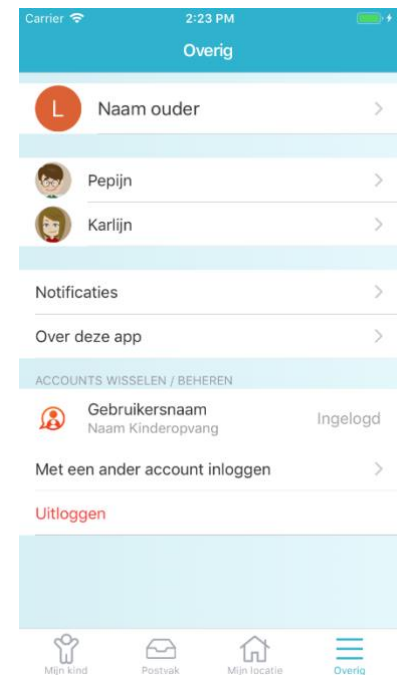 Carrier 2:23 PM
Overig
L Naam ouder
Pepijn
Karlijn
Notificaties
Over deze app
ACCOUNTS WISSELEN / BEHEREN
Gebruikersnaam
Naam Kinderopvang
Ingelogd
Met een ander account inloggen
Uitloggen
Mijn kind Postvak Mijn locatie Overig